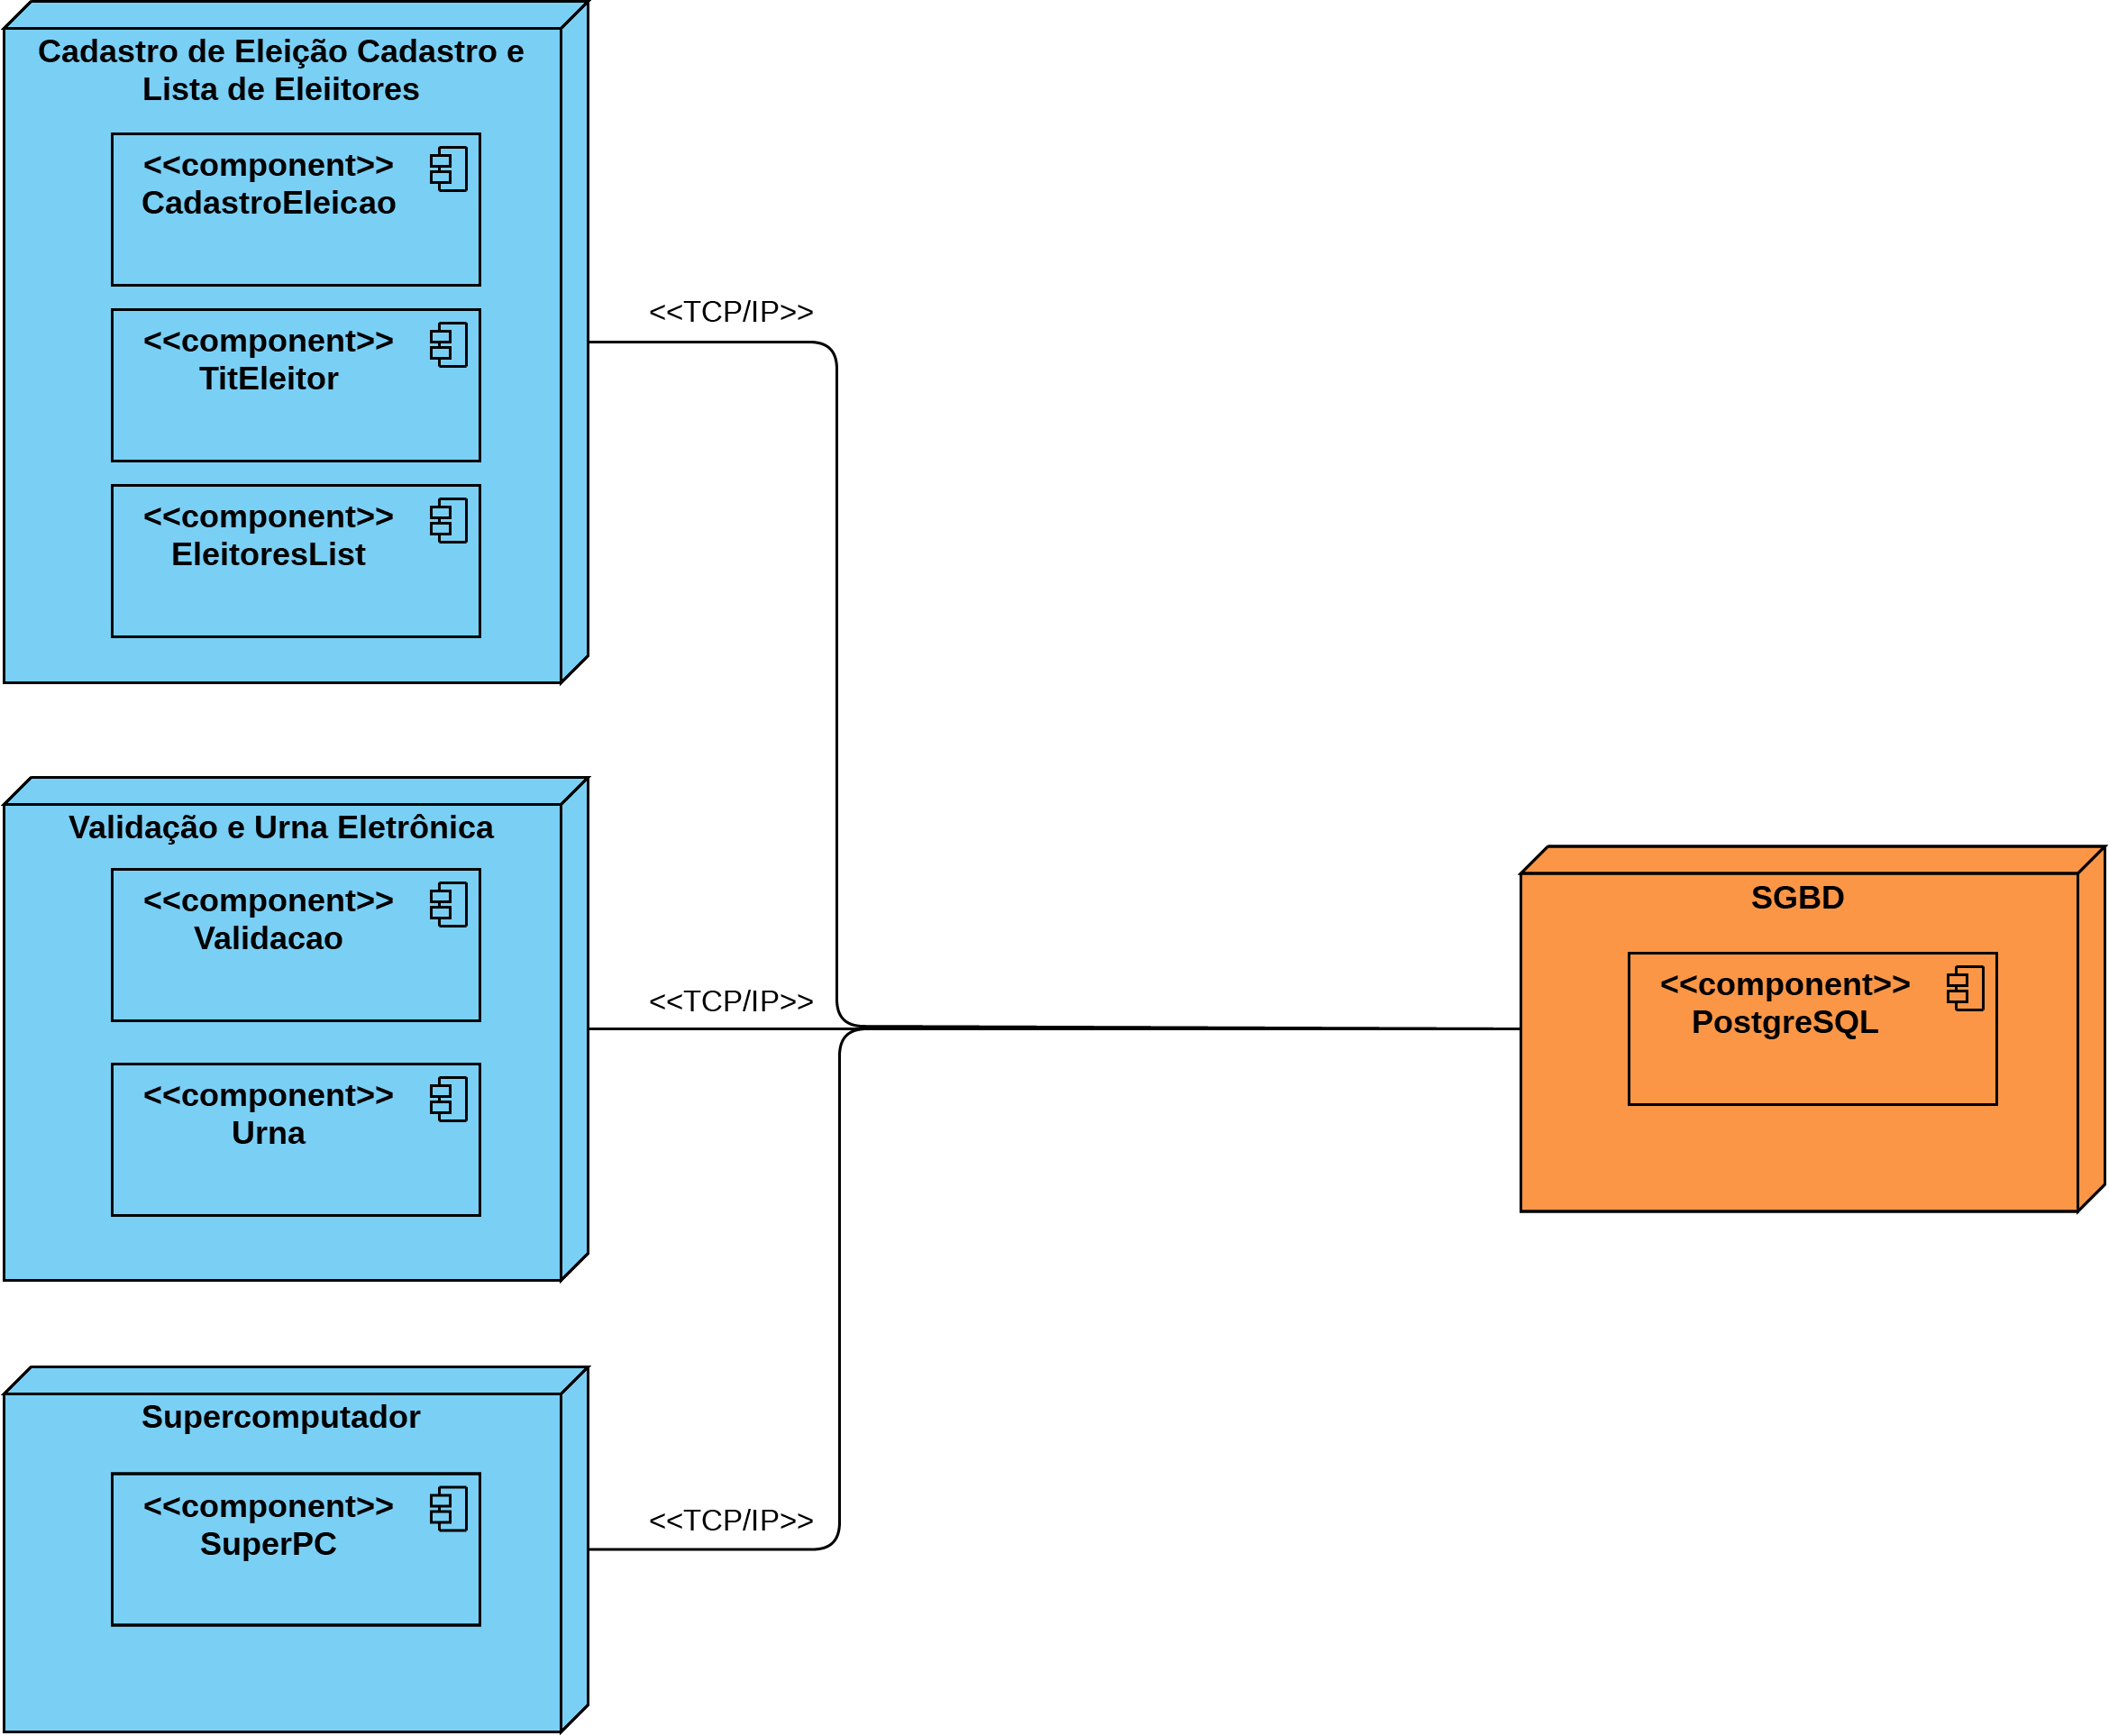 Cadastro de Eleição Cadastro e
Lista de Eleiitores
<<component>>
CadastroEleicao
<<component>>
TitEleitor
<<component>>
EleitoresList
<<TCP/IP>>
Validação e Urna Eletrônica
<<component>>
Validacao
<<component>>
Urna
<<TCP/IP>>
SGBD
<<component>>
PostgreSQL
Supercomputador
<<component>>
SuperPC
<<TCP/IP>>